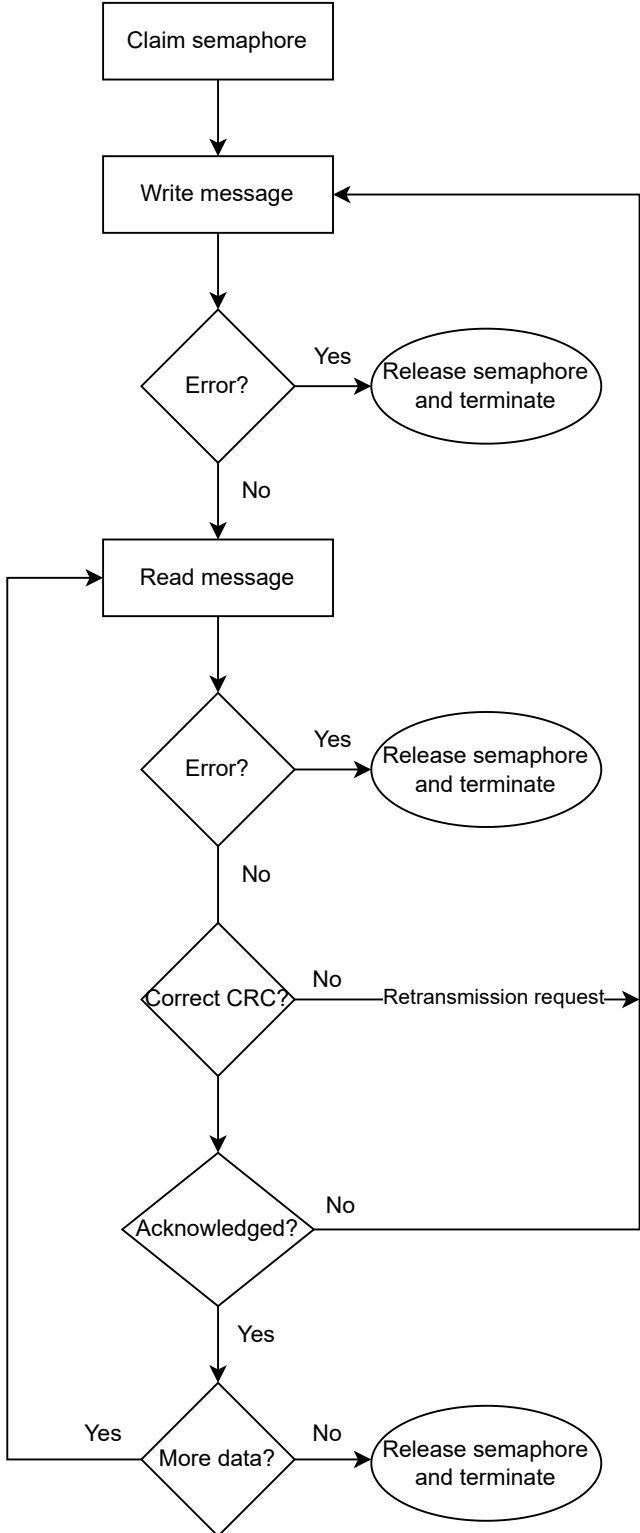 Claim semaphore
Write message
Error?
Yes
Release semaphore
and terminate
No
Read message
Error?
Yes
Release semaphore
and terminate
No
Correct CRC?
No
Retransmission request
Acknowledged?
No
Yes
Yes
More data?
No
Release semaphore
and terminate